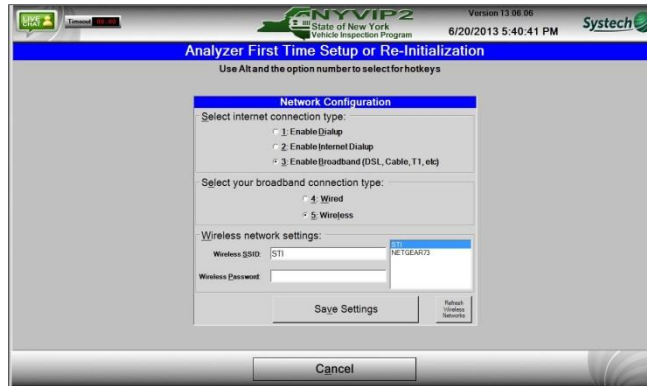 LIVE
CHAT
Timeout 00:00
NYVIP2
State of New York
Vehicle Inspection Program
Version 13.06.06
6/20/2013 5:40:41 PM
Systech
Analyzer First Time Setup or Re-Initialization
Use Alt and the option number to select for hotkeys
Network Configuration
Select internet connection type:
1: Enable Dialup
2: Enable Internet Dialup
3: Enable Broadband (DSL, Cable, T1, etc)
Select your broadband connection type:
4: Wired
5: Wireless
Wireless network settings:
Wireless SSID: STI
STI
NETGEAR73
Wireless Password:
Save Settings
Refresh
Wireless
Networks
Cancel